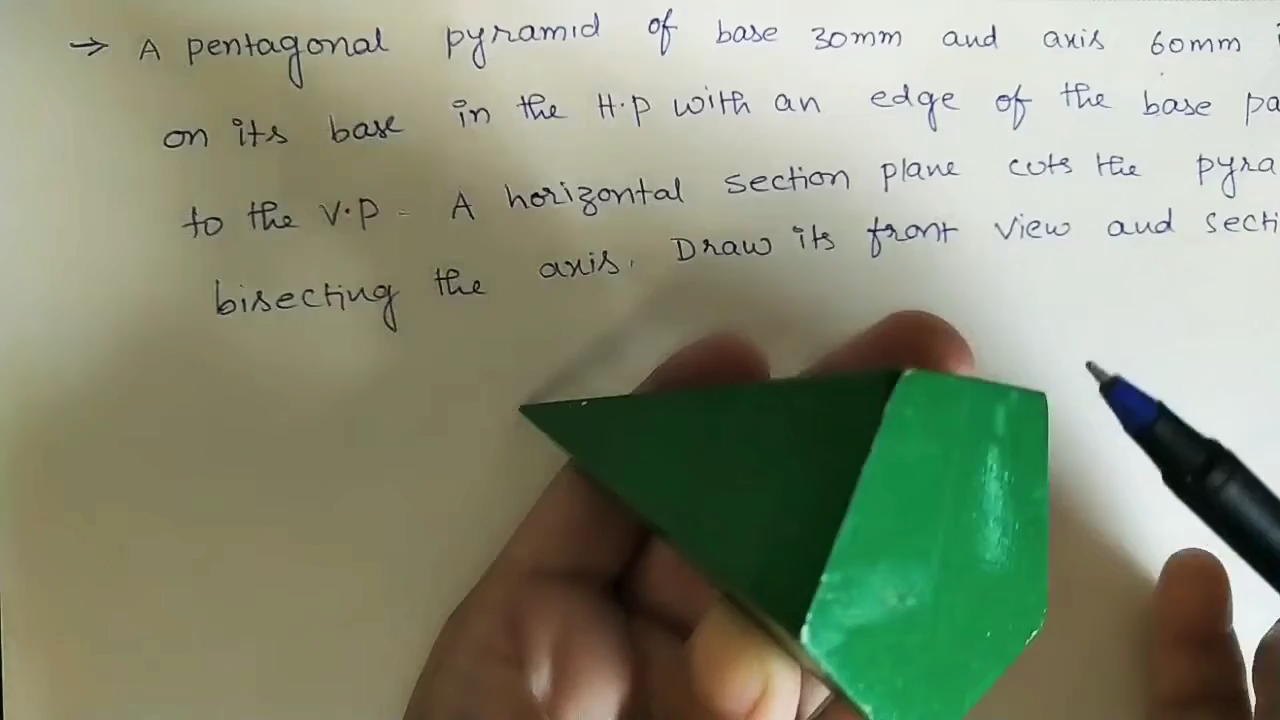 → A pentagonal pyramid of base 30mm and axis 60mm
on its base in the H.P with an edge of the base pa
to the V.P - A horizontal section plane cuts the pyra
bisecting the axis. Draw its front view and secti